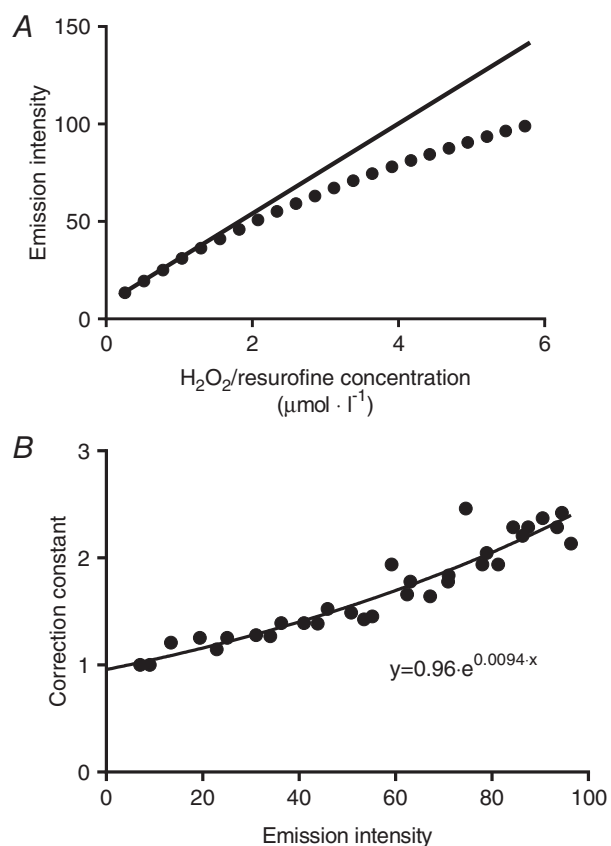 A
150
100
50
0
Emission intensity
0 2 4 6
H₂O₂/resurofine concentration
(μmol · l⁻¹)
B
3
2
1
0
Correction constant
y=0.96·e^0.0094·x
0 20 40 60 80 100
Emission intensity